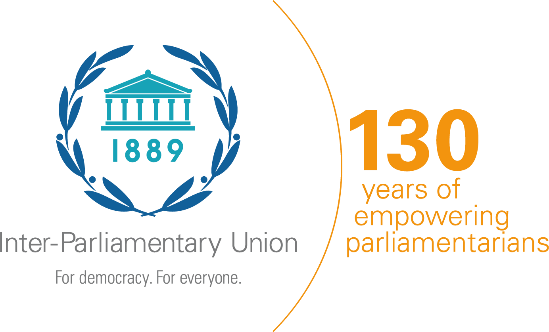 1889
Inter-Parliamentary Union
For democracy. For everyone.
130
years of
empowering
parliamentarians